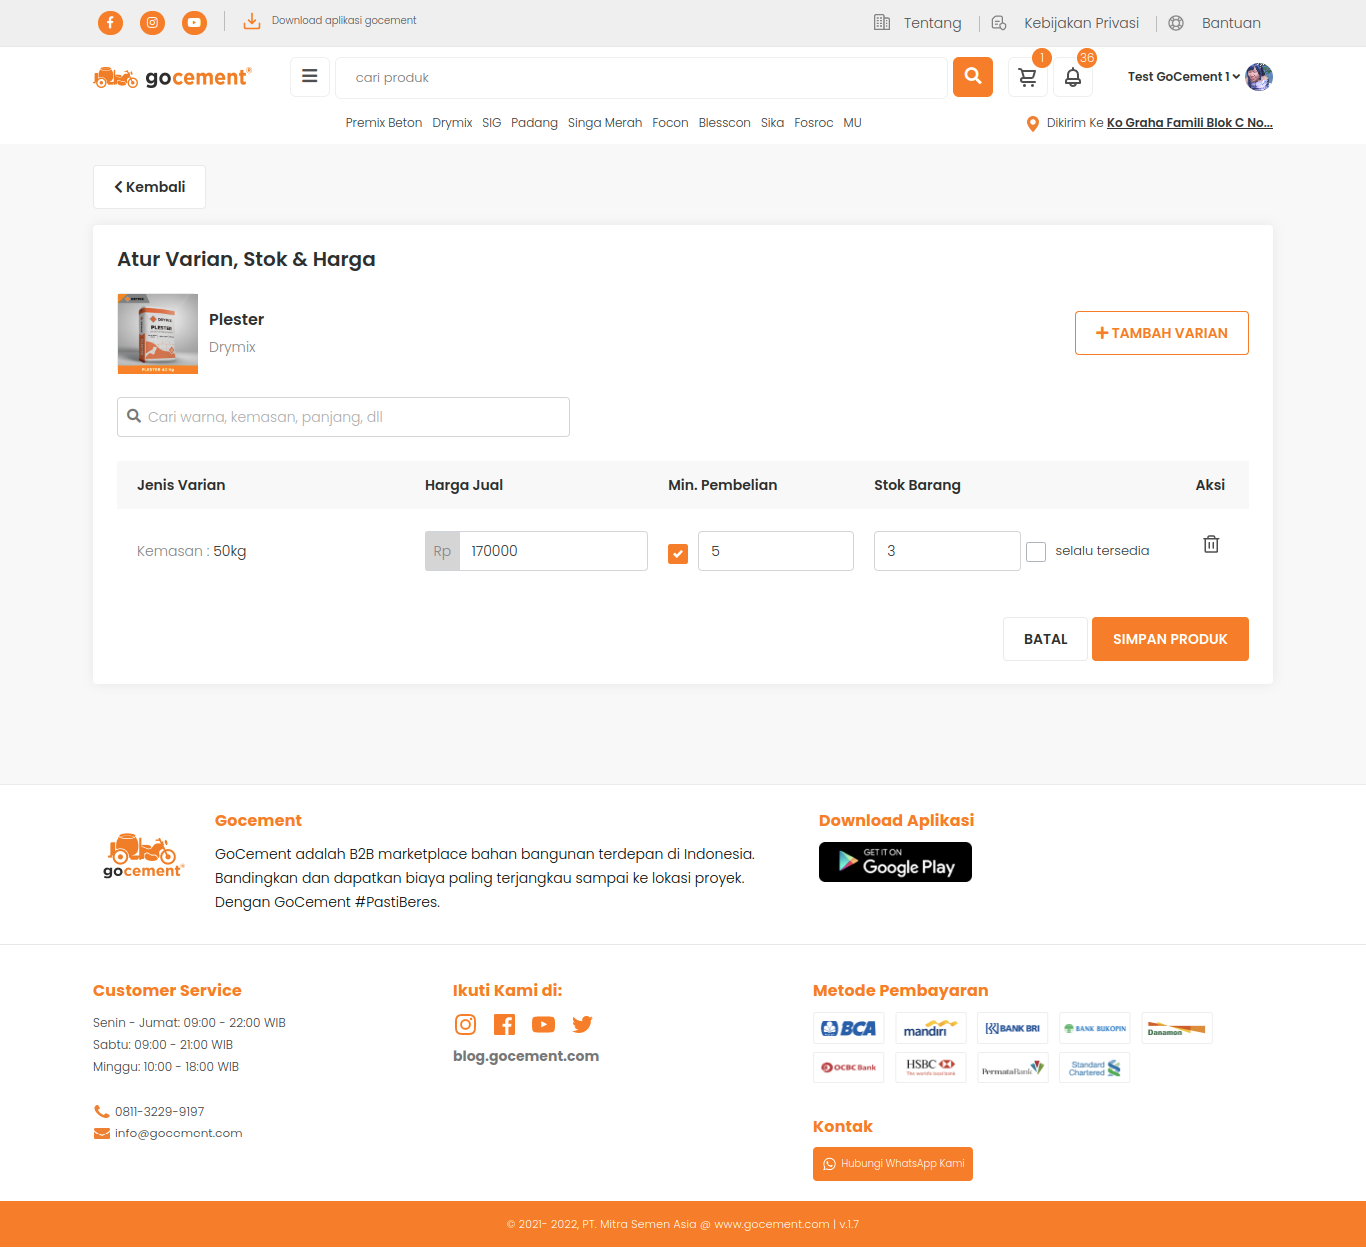 Download aplikasi gocement
Tentang
Kebijakan Privasi
Bantuan
gocement®
cari produk
1
36
Test GoCement 1
Premix Beton Drymix SIG Padang Singa Merah Focon Blesscon Sika Fosroc MU
Dikirim Ke Ko Graha Famili Blok C No...
Kembali
Atur Varian, Stok & Harga
PLESTER
PLESTER 40 Kg
Plester
Drymix
TAMBAH VARIAN
Cari warna, kemasan, panjang, dll
Jenis Varian Harga Jual Min. Pembelian Stok Barang Aksi
Kemasan : 50kg Rp 170000 5 3 selalu tersedia
BATAL SIMPAN PRODUK
gocement®
Gocement
GoCement adalah B2B marketplace bahan bangunan terdepan di Indonesia.
Bandingkan dan dapatkan biaya paling terjangkau sampai ke lokasi proyek.
Dengan GoCement #PastiBeres.
Download Aplikasi
GET IT ON
Google Play
Customer Service
Senin - Jumat: 09:00 - 22:00 WIB
Sabtu: 09:00 - 21:00 WIB
Minggu: 10:00 - 18:00 WIB
0811-3229-9197
info@gocement.com
Ikuti Kami di:
blog.gocement.com
Metode Pembayaran
BCA mandiri BANK BRI BANK BUKOPIN Danamon
OCBC Bank HSBC The world's local bank PermataBank Standard Chartered
Kontak
Hubungi WhatsApp Kami
© 2021- 2022, PT. Mitra Semen Asia @ www.gocement.com | v.1.7